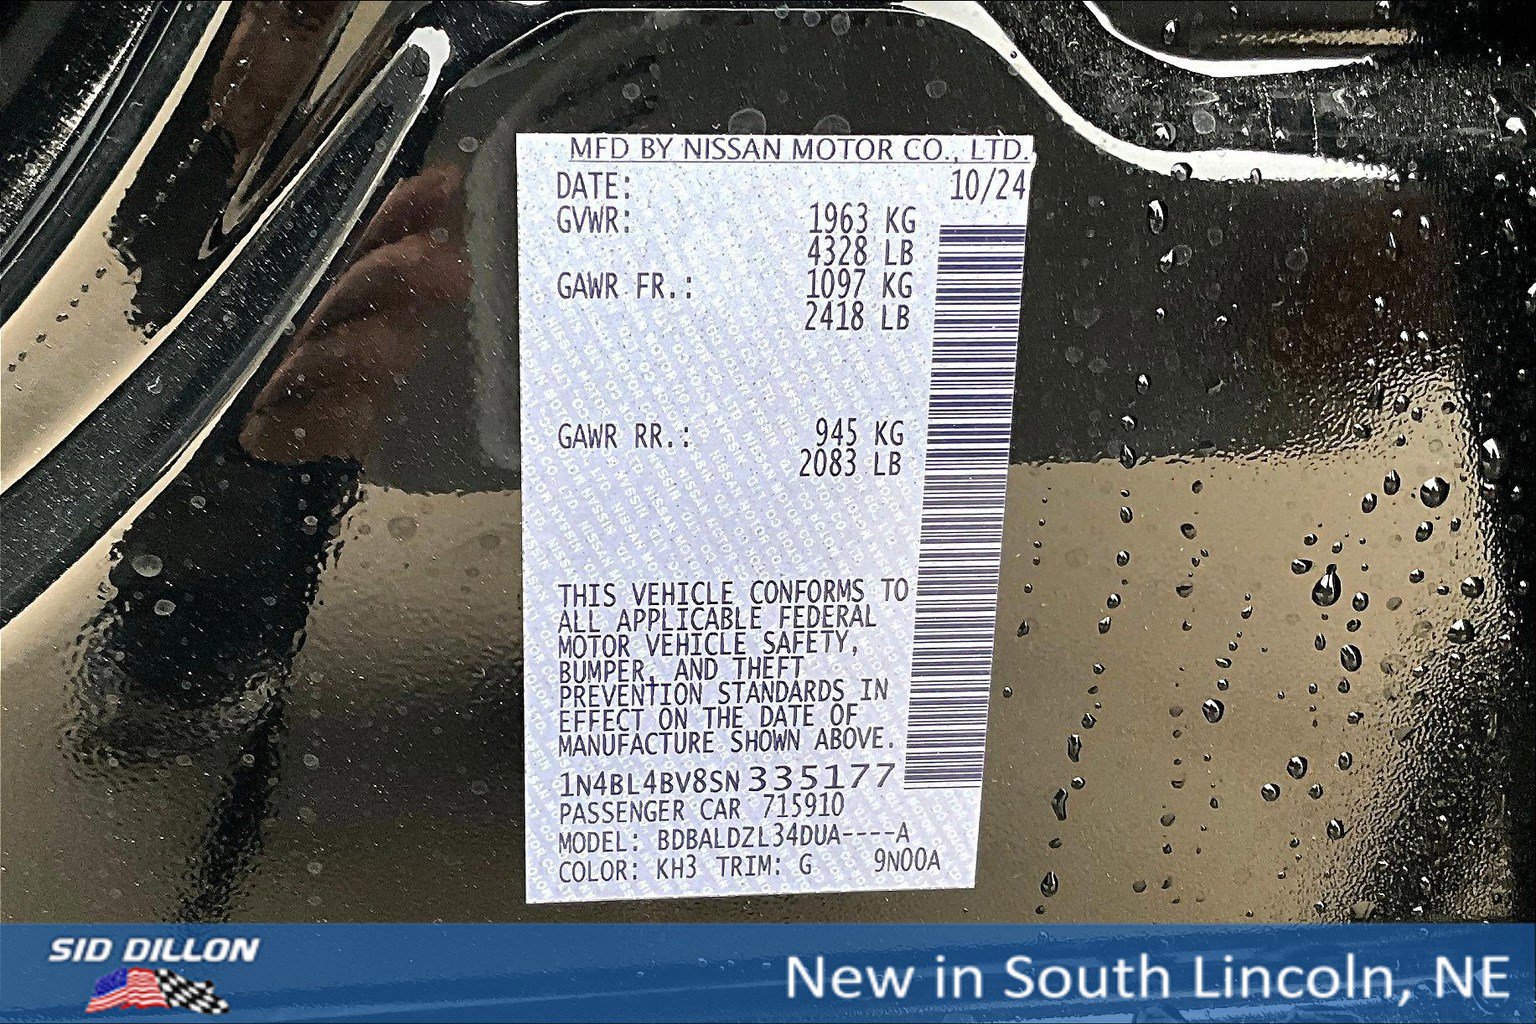 MFD BY NISSAN MOTOR CO., LTD.
DATE: 10/24
GVWR: 1963 KG
4328 LB
GAWR FR.: 1097 KG
2418 LB
GAWR RR.: 945 KG
2083 LB
THIS VEHICLE CONFORMS TO
ALL APPLICABLE FEDERAL
MOTOR VEHICLE SAFETY,
BUMPER, AND THEFT
PREVENTION STANDARDS IN
EFFECT ON THE DATE OF
MANUFACTURE SHOWN ABOVE.
1N4BL4BV8SN335177
PASSENGER CAR 715910
MODEL: BDBALDZL34DUA----A
COLOR: KH3 TRIM: G 9N00A
SID DILLON
New in South Lincoln, NE